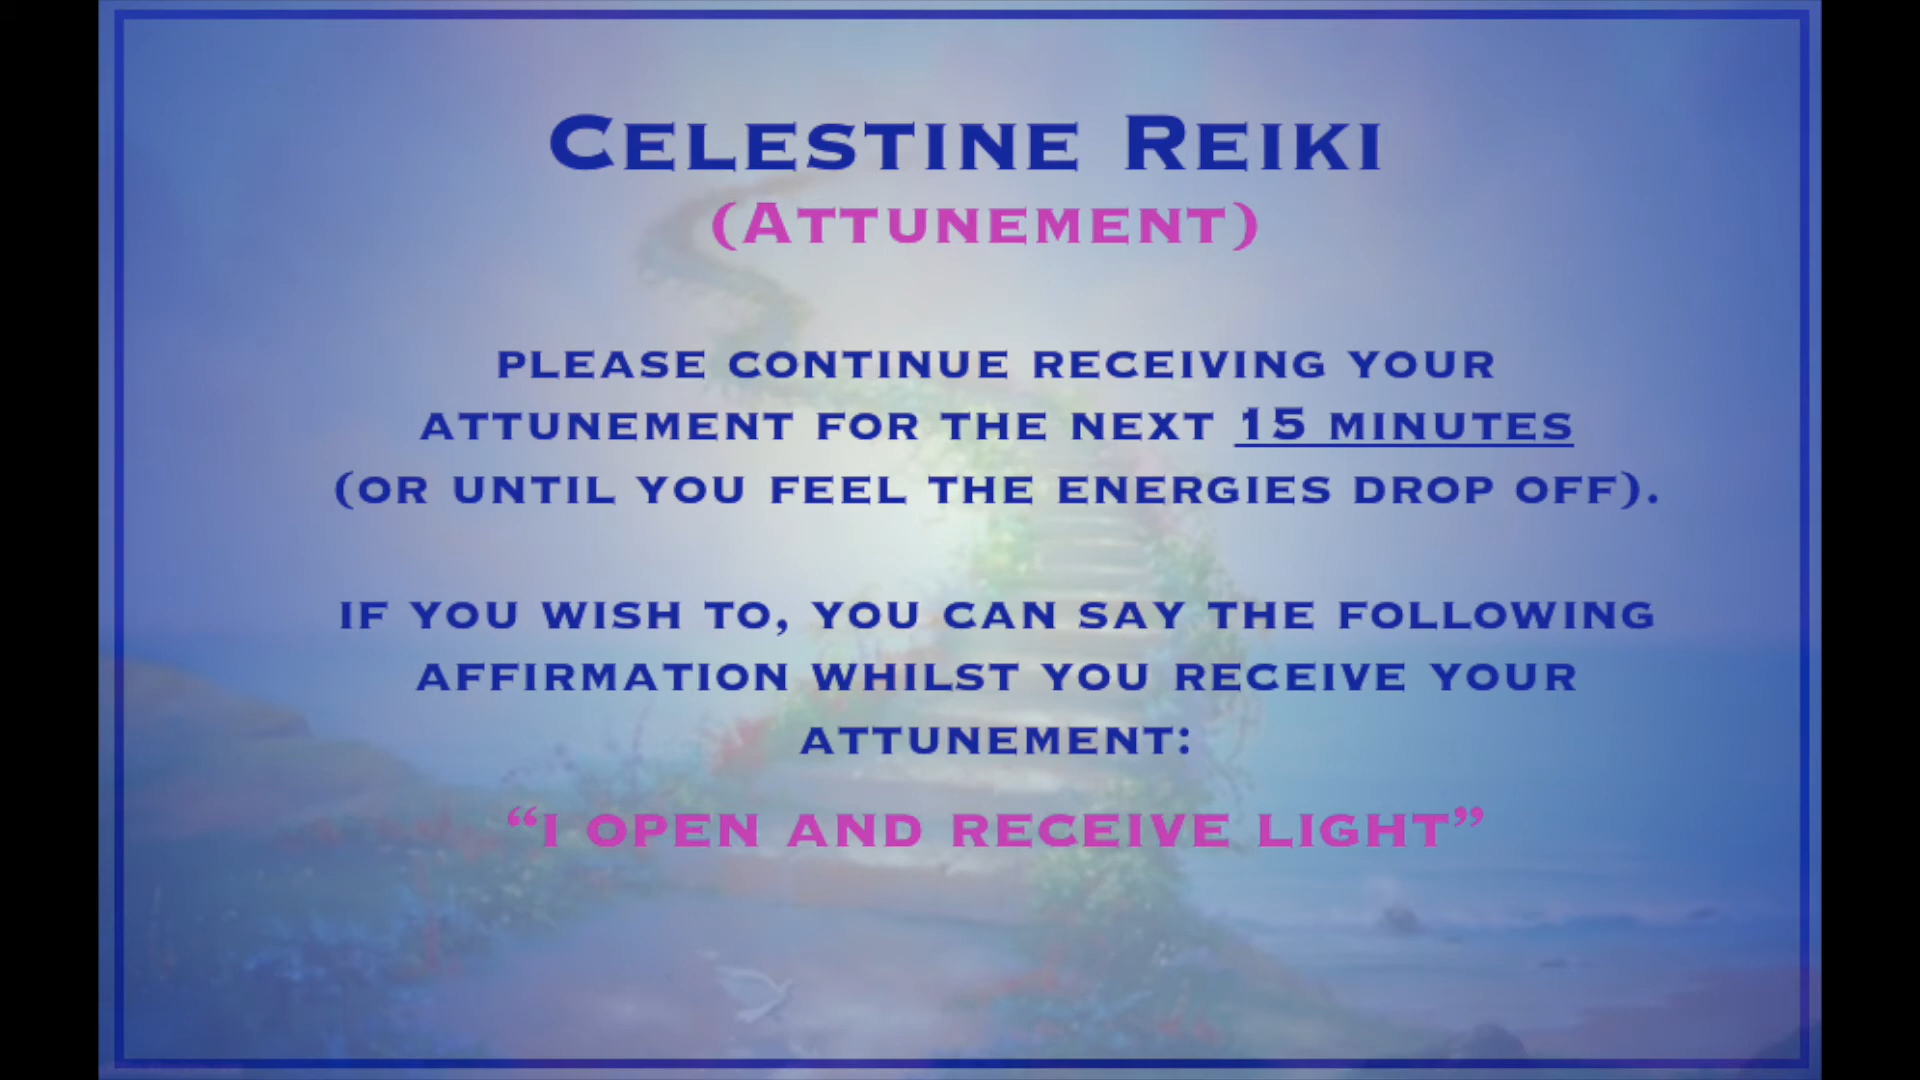 CELESTINE REIKI
(ATTUNEMENT)
PLEASE CONTINUE RECEIVING YOUR
ATTUNEMENT FOR THE NEXT 15 MINUTES
(OR UNTIL YOU FEEL THE ENERGIES DROP OFF).
IF YOU WISH TO, YOU CAN SAY THE FOLLOWING
AFFIRMATION WHILST YOU RECEIVE YOUR
ATTUNEMENT:
“I OPEN AND RECEIVE LIGHT”